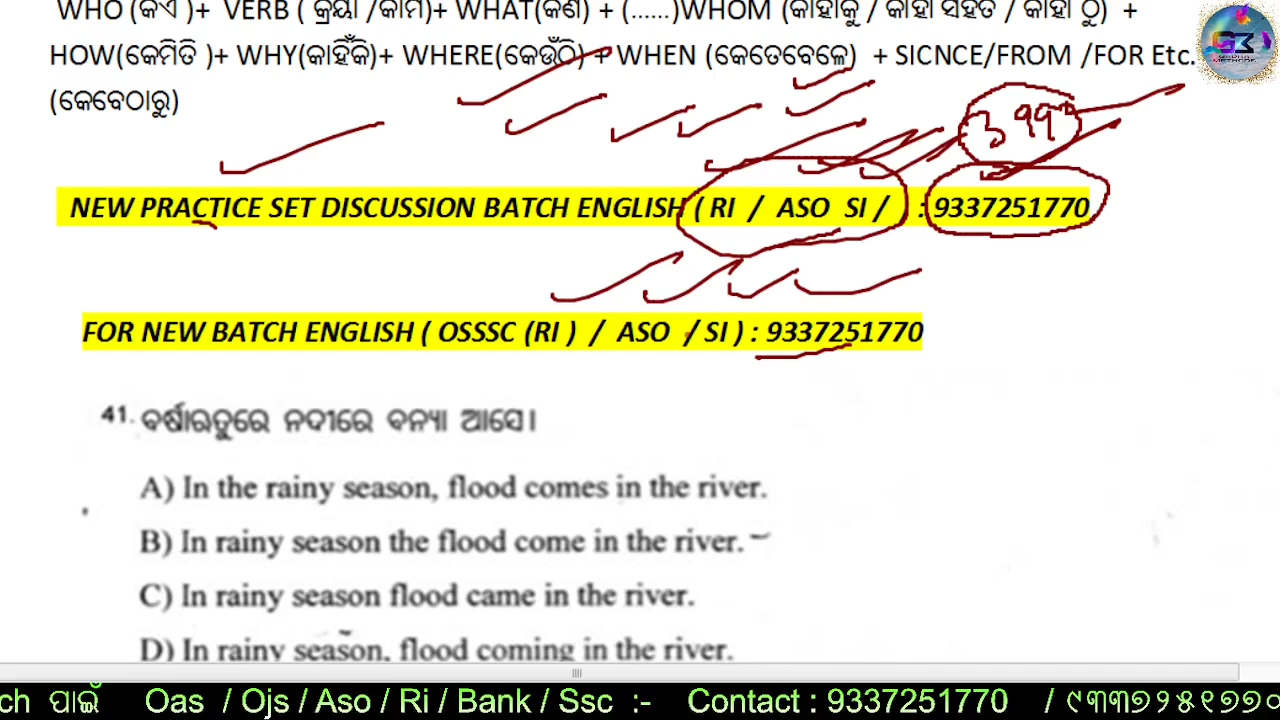 WHO (କିଏ )+ VERB ( କ୍ରିୟା /କାମ)+ WHAT(କଣ) + (......)WHOM (କାହାକୁ / କାହା ସହିତ / କାହା ଠୁ) +
HOW(କେମିତି )+ WHY(କାହିଁକି)+ WHERE(କେଉଁଠି) + WHEN (କେତେବେଳେ) + SICNCE/FROM /FOR Etc.
(କେବେଠାରୁ)
NEW PRACTICE SET DISCUSSION BATCH ENGLISH ( RI / ASO SI / ) : 9337251770
FOR NEW BATCH ENGLISH ( OSSSC (RI ) / ASO / SI ) : 9337251770
41. ବର୍ଷାଋତୁରେ ନଦୀରେ ବନ୍ୟା ଆସେ।
A) In the rainy season, flood comes in the river.
B) In rainy season the flood come in the river.
C) In rainy season flood came in the river.
D) In rainy season, flood coming in the river.
ch ପାଇଁ Oas / Ojs / Aso / Ri / Bank / Ssc :- Contact : 9337251770 / ୯୩୩୭୨୫୧୭୭୦